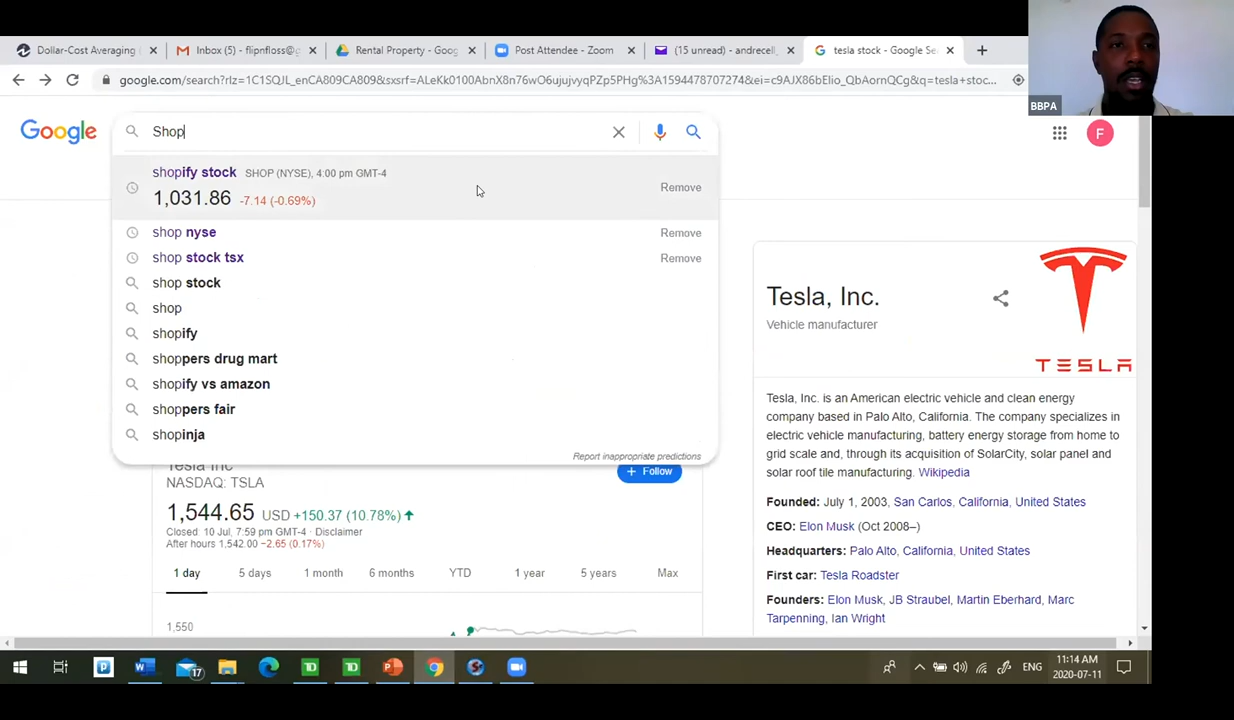 Dollar-Cost Averaging
Inbox (5) - flipnfloss@g
Rental Property - Goog
Post Attendee - Zoom
(15 unread) - andrecell
tesla stock - Google Se
google.com/search?rlz=1C1SQJL_enCA809CA809&sxsrf=ALeKk0100AbnX8n76wO6ujujvyqPZp5PHg%3A1594478707274&ei=c9AJX86bElio_QbAornQCg&q=tesla+stoc...
BBPA
Google
Shop
F
shopify stock SHOP (NYSE), 4:00 pm GMT-4
1,031.86 -7.14 (-0.69%)
Remove
shop nyse
Remove
shop stock tsx
Remove
shop stock
shop
shopify
shoppers drug mart
shopify vs amazon
shoppers fair
shopinja
Report inappropriate predictions
Tesla Inc
NASDAQ: TSLA
+ Follow
1,544.65 USD +150.37 (10.78%)
Closed: 10 Jul, 7:59 pm GMT-4 · Disclaimer
After hours 1,542.00 −2.65 (0.17%)
1 day 5 days 1 month 6 months YTD 1 year 5 years Max
1,550
Tesla, Inc.
Vehicle manufacturer
TESLA
Tesla, Inc. is an American electric vehicle and clean energy
company based in Palo Alto, California. The company specializes in
electric vehicle manufacturing, battery energy storage from home to
grid scale and, through its acquisition of SolarCity, solar panel and
solar roof tile manufacturing. Wikipedia
Founded: July 1, 2003, San Carlos, California, United States
CEO: Elon Musk (Oct 2008–)
Headquarters: Palo Alto, California, United States
First car: Tesla Roadster
Founders: Elon Musk, JB Straubel, Martin Eberhard, Marc
Tarpenning, Ian Wright
17
ENG
11:14 AM
2020-07-11